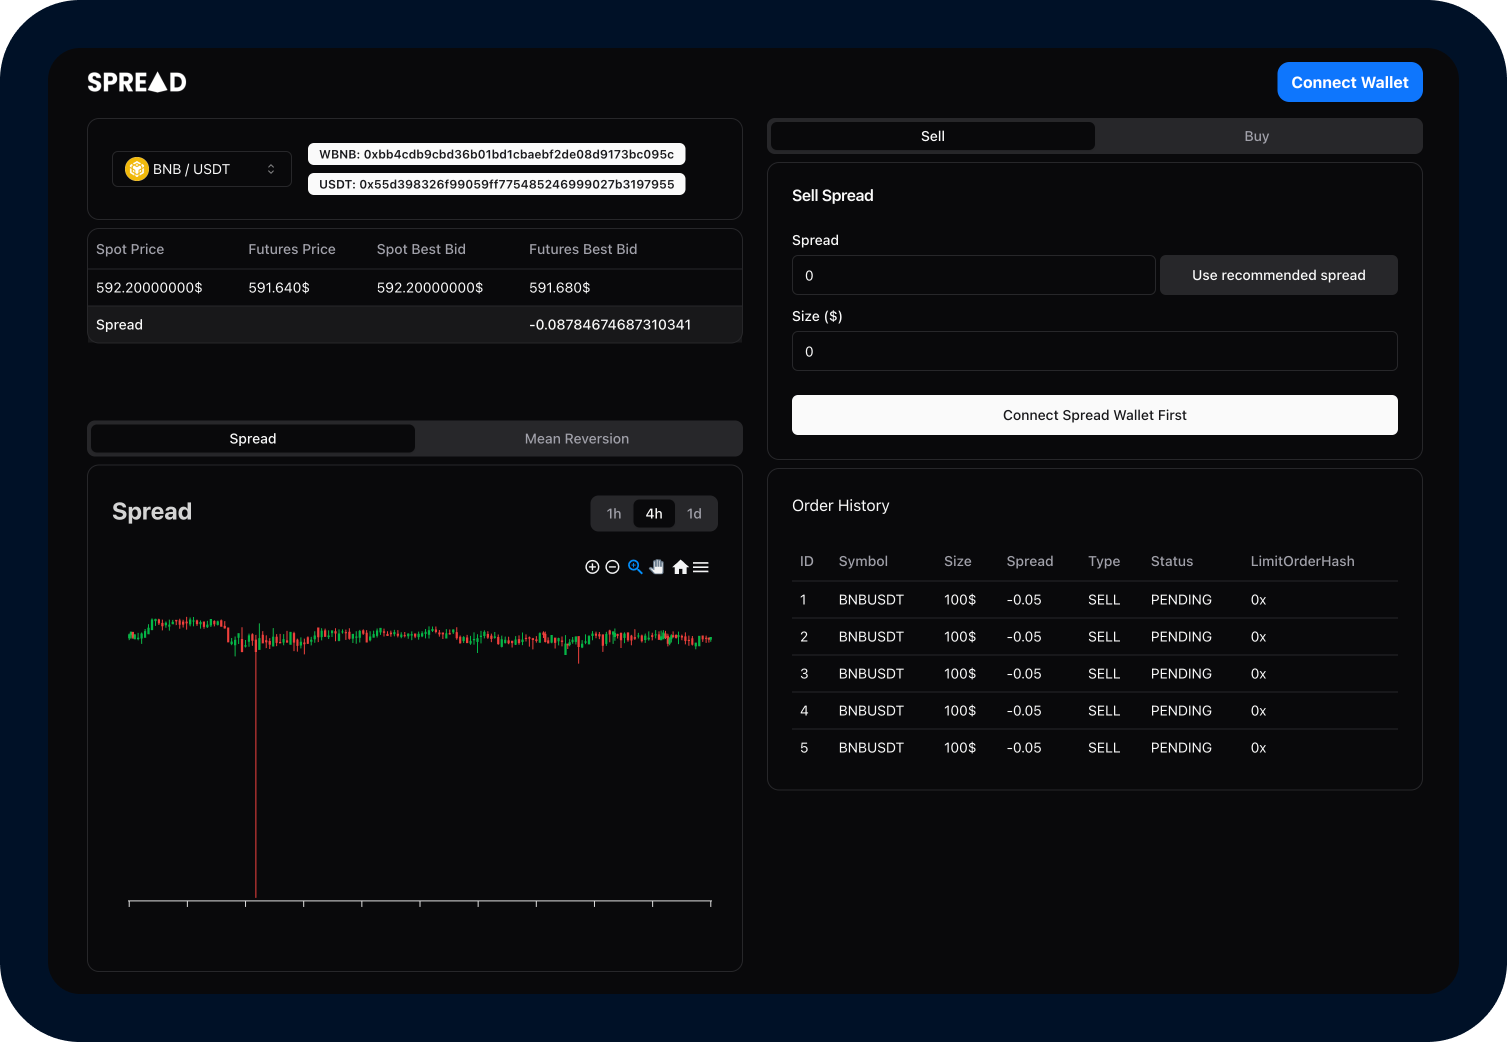 SPREAD
Connect Wallet
BNB / USDT
WBNB: 0xbb4cdb9cbd36b01bd1cbaebf2de08d9173bc095c
USDT: 0x55d398326f99059ff775485246999027b3197955
Spot Price Futures Price Spot Best Bid Futures Best Bid
592.20000000$ 591.640$ 592.20000000$ 591.680$
Spread -0.08784674687310341
Spread Mean Reversion
Spread
1h 4h 1d
Sell Buy
Sell Spread
Spread
0 Use recommended spread
Size ($)
0
Connect Spread Wallet First
Order History
ID Symbol Size Spread Type Status LimitOrderHash
1 BNBUSDT 100$ -0.05 SELL PENDING 0x
2 BNBUSDT 100$ -0.05 SELL PENDING 0x
3 BNBUSDT 100$ -0.05 SELL PENDING 0x
4 BNBUSDT 100$ -0.05 SELL PENDING 0x
5 BNBUSDT 100$ -0.05 SELL PENDING 0x